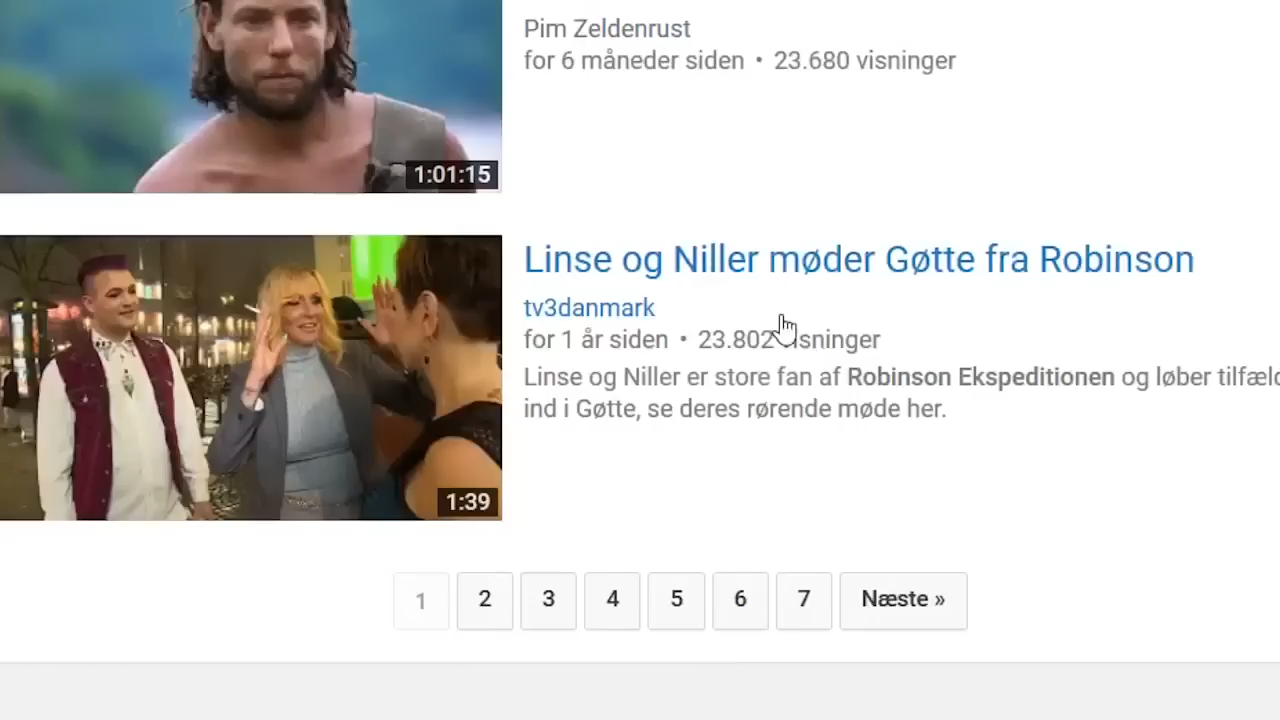 Pim Zeldenrust
for 6 måneder siden • 23.680 visninger
1:01:15
Linse og Niller møder Gøtte fra Robinson
tv3danmark
for 1 år siden • 23.802 visninger
Linse og Niller er store fan af Robinson Ekspeditionen og løber tilfæld
ind i Gøtte, se deres rørende møde her.
1:39
1 2 3 4 5 6 7 Næste »